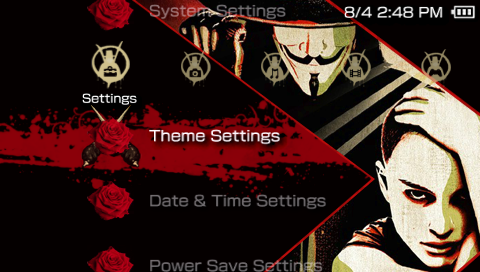 System Settings
8/4 2:48 PM
Settings
Theme Settings
Date & Time Settings
Power Save Settings